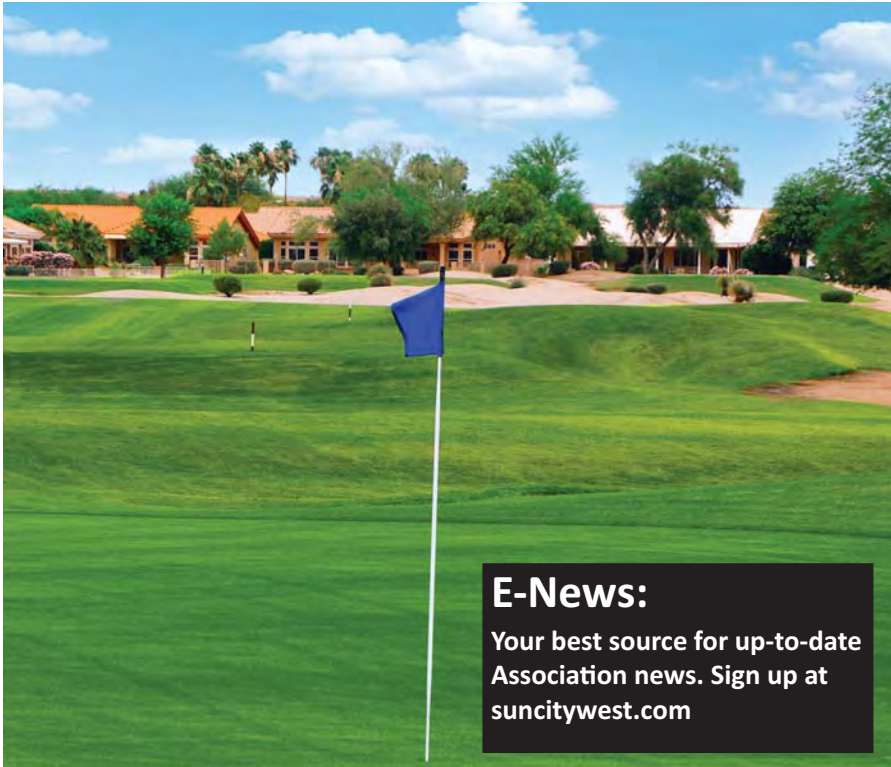 E-News:
Your best source for up-to-date
Association news. Sign up at
suncitywest.com